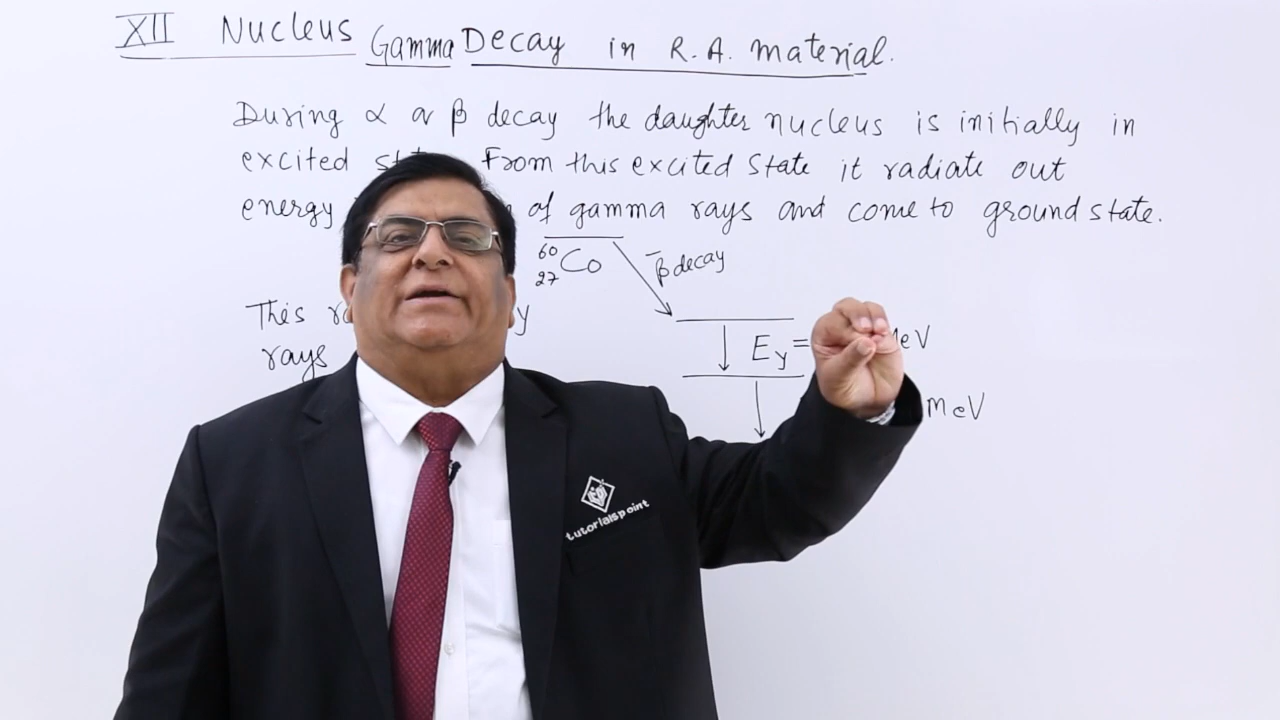 XII Nucleus Gamma Decay in R.A. material.
During α or β decay the daughter nucleus is initially in
excited From this excited State it radiate out
energy of gamma rays and come to ground state.
60
27 Co β⁻ decay
This
rays
Eγ = MeV
MeV
tutorialspoint